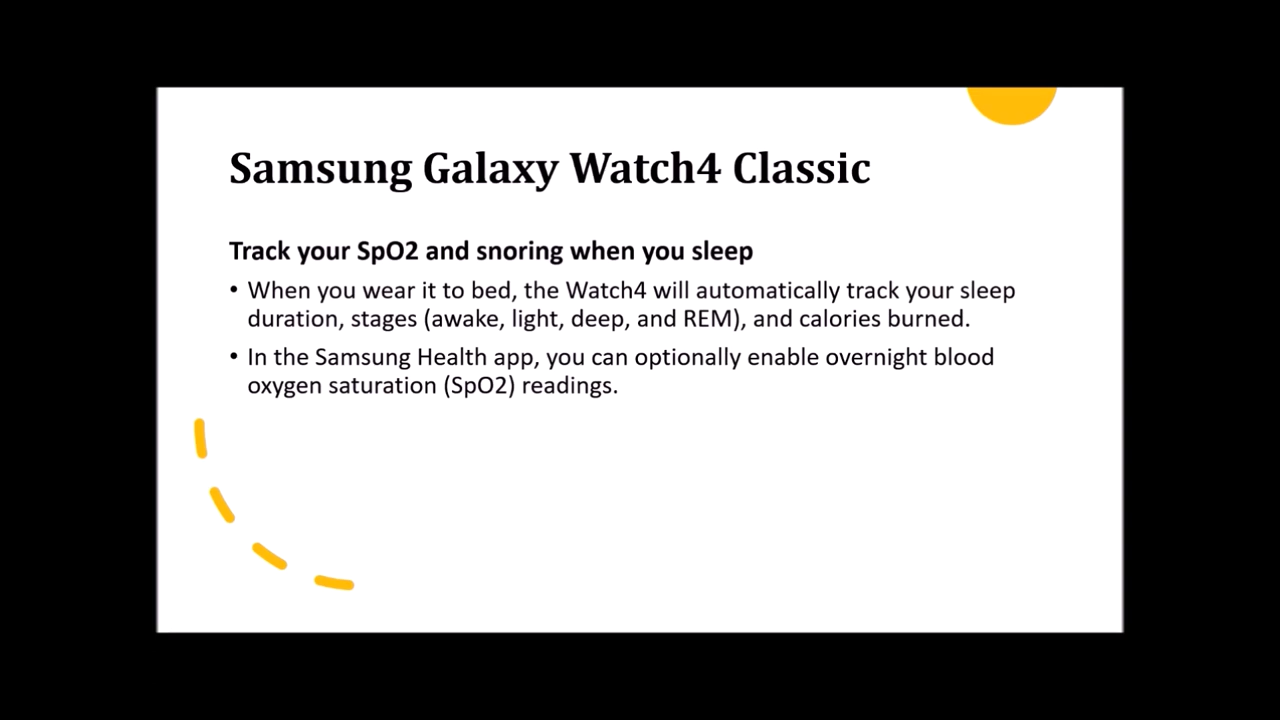 Samsung Galaxy Watch4 Classic
Track your SpO2 and snoring when you sleep
• When you wear it to bed, the Watch4 will automatically track your sleep
duration, stages (awake, light, deep, and REM), and calories burned.
• In the Samsung Health app, you can optionally enable overnight blood
oxygen saturation (SpO2) readings.